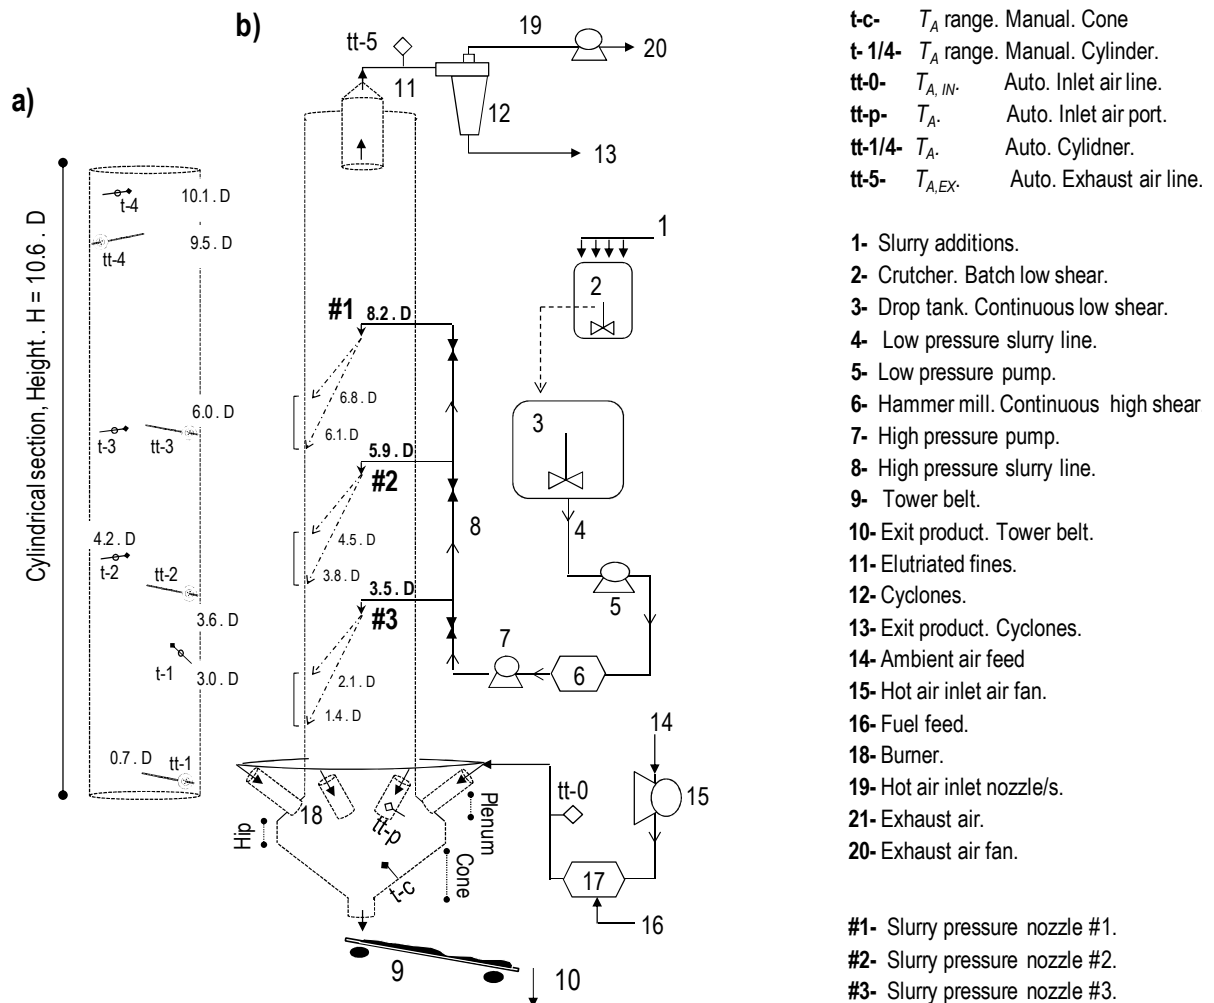 a)
Cylindrical section, Height . H = 10.6 . D
10.1 . D
t-4
9.5 . D
tt-4
6.0 . D
t-3
tt-3
4.2 . D
t-2
tt-2
3.6 . D
t-1
3.0 . D
0.7 . D
tt-1
b)
tt-5
19
20
11
12
13
#1
8.2 . D
6.8 . D
6.1 . D
5.9 . D
#2
4.5 . D
3.8 . D
3.5 . D
#3
2.1 . D
1.4 . D
1
2
3
4
5
6
7
8
14
15
tt-0
17
16
18
tt-p
Plenum
Hip
Cone
t-c
9
10
t-c- T A range. Manual. Cone
t- 1/4- T A range. Manual. Cylinder.
tt-0- T A, IN. Auto. Inlet air line.
tt-p- T A. Auto. Inlet air port.
tt-1/4- T A. Auto. Cylidner.
tt-5- T A,EX. Auto. Exhaust air line.
1- Slurry additions.
2- Crutcher. Batch low shear.
3- Drop tank. Continuous low shear.
4- Low pressure slurry line.
5- Low pressure pump.
6- Hammer mill. Continuous high shear
7- High pressure pump.
8- High pressure slurry line.
9- Tower belt.
10- Exit product. Tower belt.
11- Elutriated fines.
12- Cyclones.
13- Exit product. Cyclones.
14- Ambient air feed
15- Hot air inlet air fan.
16- Fuel feed.
18- Burner.
19- Hot air inlet nozzle/s.
21- Exhaust air.
20- Exhaust air fan.
#1- Slurry pressure nozzle #1.
#2- Slurry pressure nozzle #2.
#3- Slurry pressure nozzle #3.